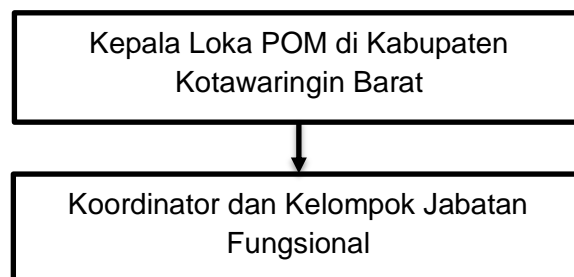 Kepala Loka POM di Kabupaten
Kotawaringin Barat
Koordinator dan Kelompok Jabatan
Fungsional